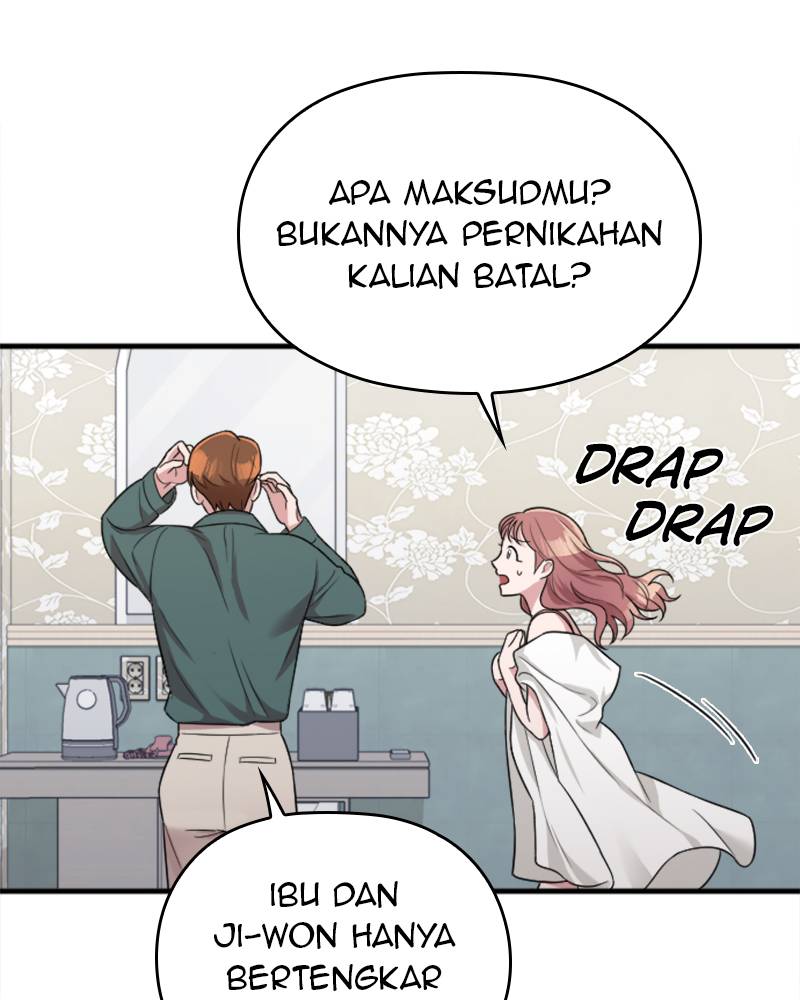 APA MAKSUDMU?
BUKANNYA PERNIKAHAN
KALIAN BATAL?
DRAP
DRAP
IBU DAN
JI-WON HANYA
BERTENGKAR